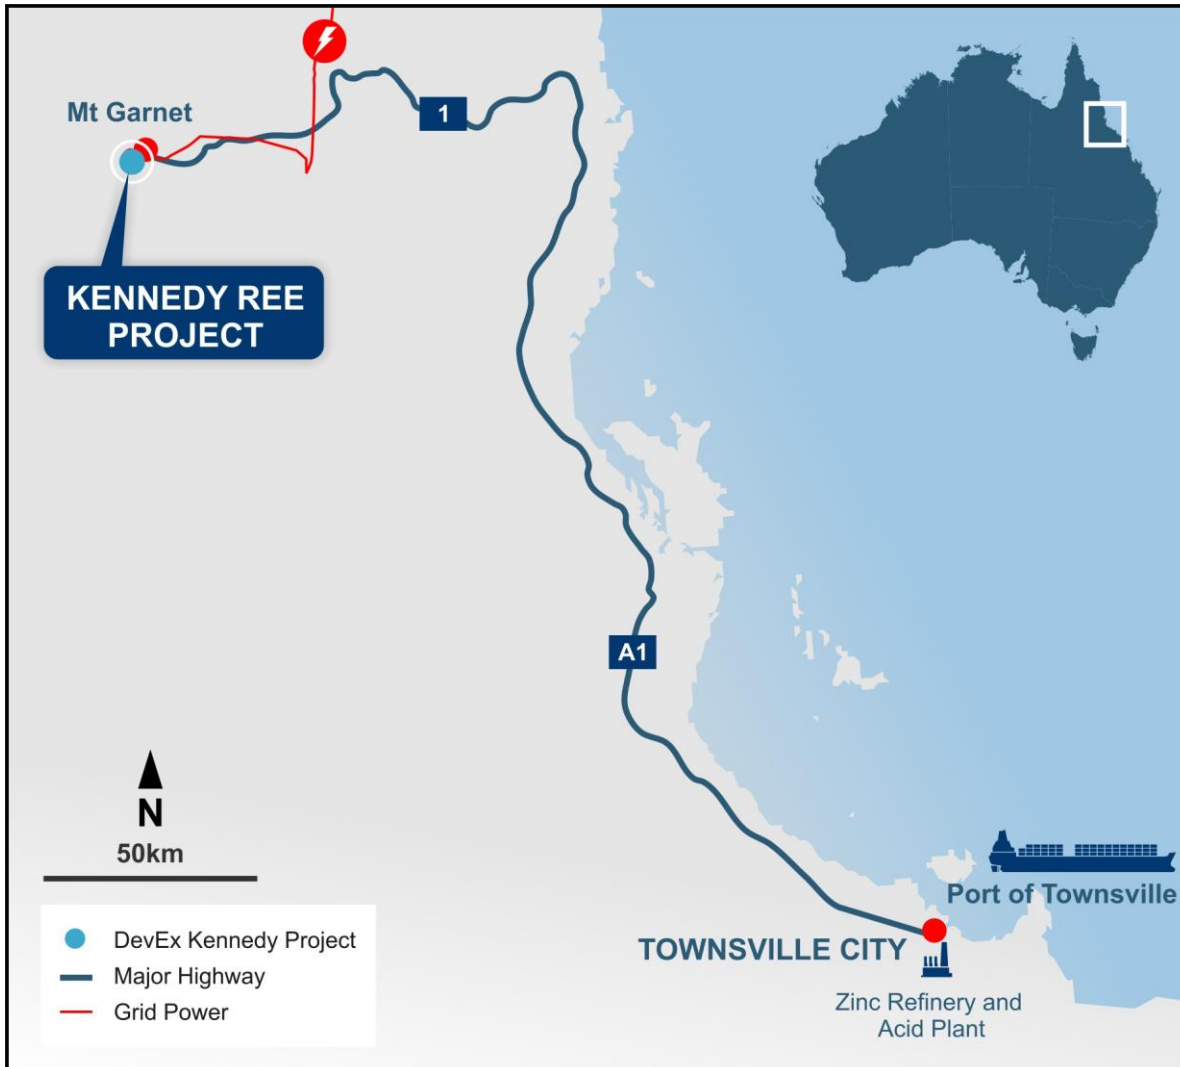 Mt Garnet
1
KENNEDY REE
PROJECT
A1
N
50km
DevEx Kennedy Project
Major Highway
Grid Power
Port of Townsville
TOWNSVILLE CITY
Zinc Refinery and
Acid Plant